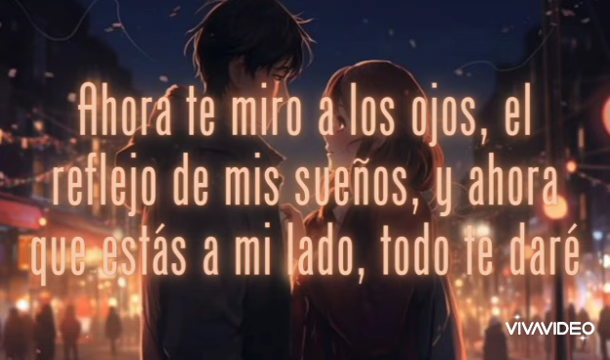 Ahora te miro a los ojos, el
reflejo de mis sueños, y ahora
que estás a mi lado, todo te daré
VIVAVIDEO